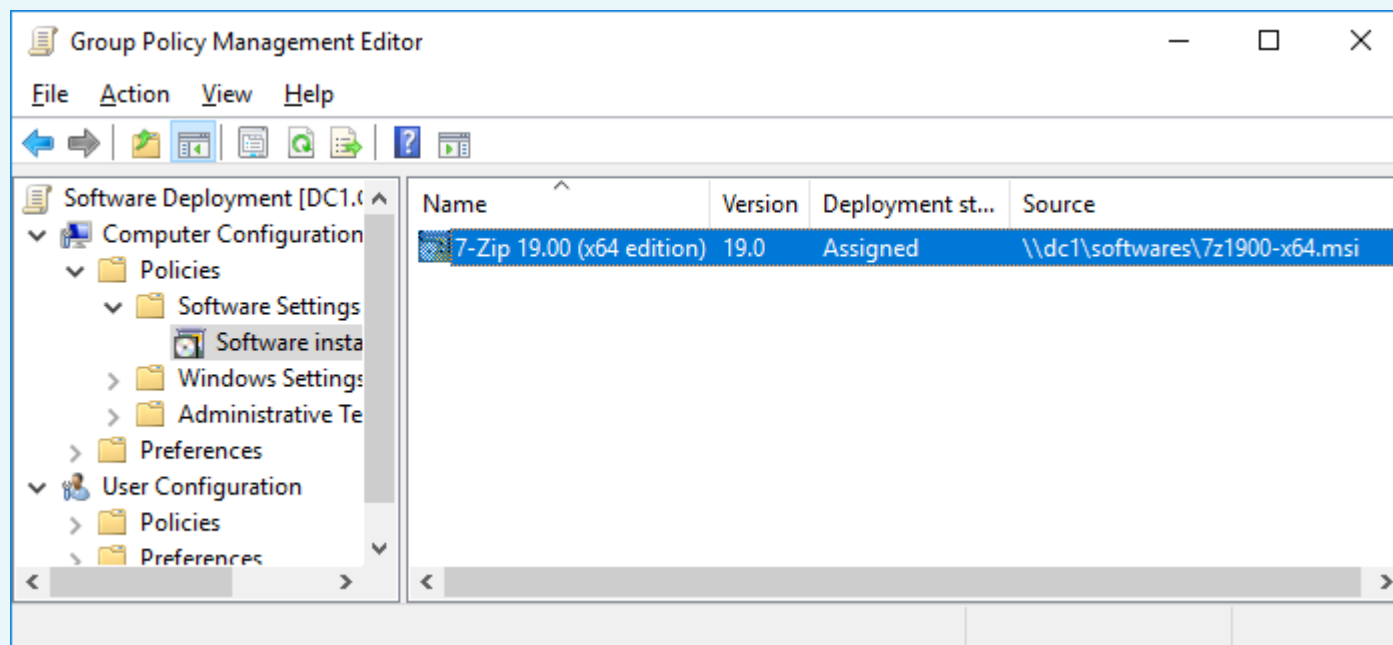 Group Policy Management Editor
File Action View Help
Software Deployment [DC1.(
Computer Configuration
Policies
Software Settings
Software insta
Windows Settings
Administrative Te
Preferences
User Configuration
Policies
Preferences
Name Version Deployment st... Source
7-Zip 19.00 (x64 edition) 19.0 Assigned \\dc1\softwares\7z1900-x64.msi